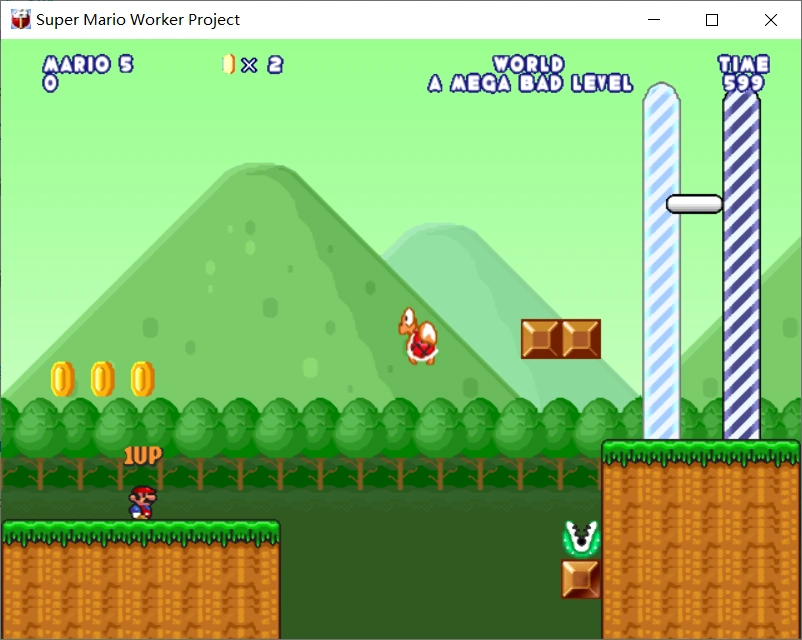 Super Mario Worker Project
MARIO 5
0
× 2
WORLD
A MEGA BAD LEVEL
TIME
599
1UP